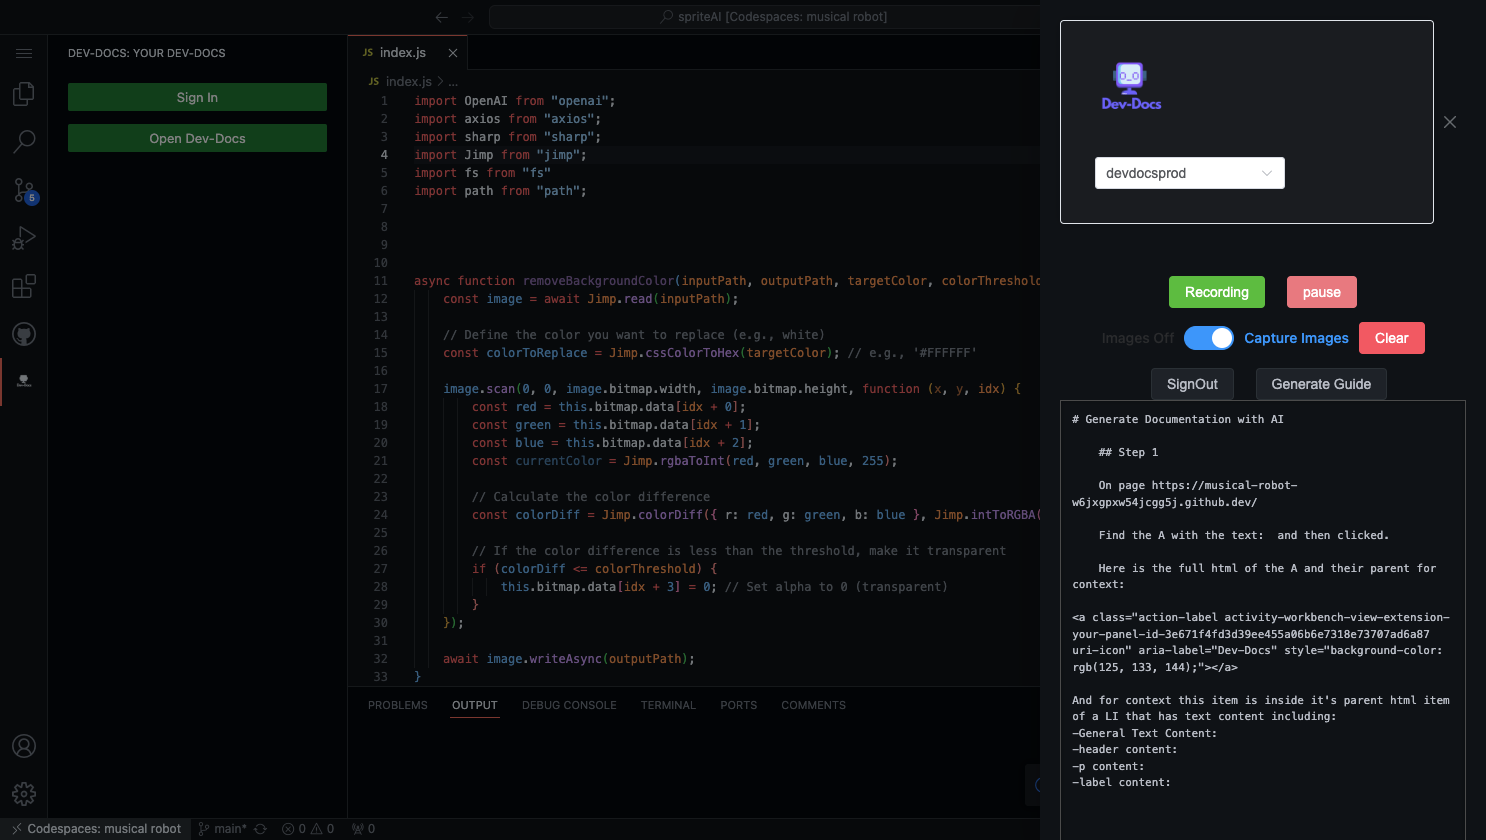 spriteAI [Codespaces: musical robot]
DEV-DOCS: YOUR DEV-DOCS
Sign In
Open Dev-Docs
5
JS index.js
JS index.js > ...
1 import OpenAI from "openai";
2 import axios from "axios";
3 import sharp from "sharp";
4 import Jimp from "jimp";
5 import fs from "fs"
6 import path from "path";
7
8
9
10
11 async function removeBackgroundColor(inputPath, outputPath, targetColor, colorThreshold
12 const image = await Jimp.read(inputPath);
13
14 // Define the color you want to replace (e.g., white)
15 const colorToReplace = Jimp.cssColorToHex(targetColor); // e.g., '#FFFFFF'
16
17 image.scan(0, 0, image.bitmap.width, image.bitmap.height, function (x, y, idx) {
18 const red = this.bitmap.data[idx + 0];
19 const green = this.bitmap.data[idx + 1];
20 const blue = this.bitmap.data[idx + 2];
21 const currentColor = Jimp.rgbaToInt(red, green, blue, 255);
22
23 // Calculate the color difference
24 const colorDiff = Jimp.colorDiff({ r: red, g: green, b: blue }, Jimp.intToRGBA(
25
26 // If the color difference is less than the threshold, make it transparent
27 if (colorDiff <= colorThreshold) {
28 this.bitmap.data[idx + 3] = 0; // Set alpha to 0 (transparent)
29 }
30 });
31
32 await image.writeAsync(outputPath);
33 }
PROBLEMS OUTPUT DEBUG CONSOLE TERMINAL PORTS COMMENTS
Codespaces: musical robot main* 0 0 0
Dev-Docs
devdocsprod
Recording pause
Images Off Capture Images Clear
SignOut Generate Guide
# Generate Documentation with AI
## Step 1
On page https://musical-robot-
w6jxgpxw54jcgg5j.github.dev/
Find the A with the text:  and then clicked.
Here is the full html of the A and their parent for
context:
<a class="action-label activity-workbench-view-extension-
your-panel-id-3e671f4fd3d39ee455a06b6e7318e73707ad6a87
uri-icon" aria-label="Dev-Docs" style="background-color:
rgb(125, 133, 144);"></a>
And for context this item is inside it's parent html item
of a LI that has text content including:
-General Text Content:
-header content:
-p content:
-label content: